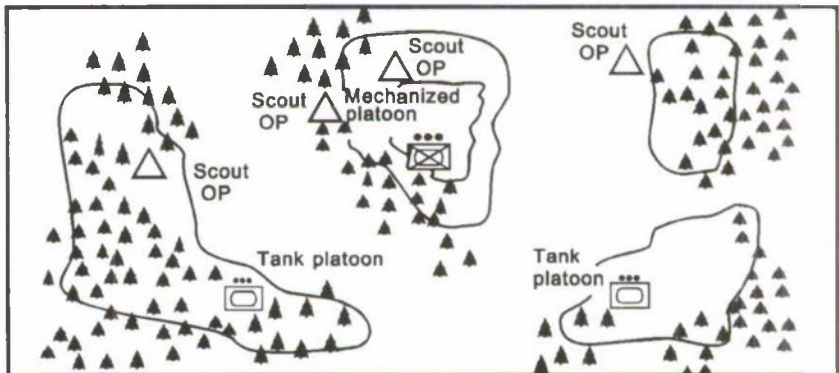 Scout
OP
Scout
OP
Mechanized
platoon
Scout
OP
Scout
OP
Tank platoon
Tank
platoon